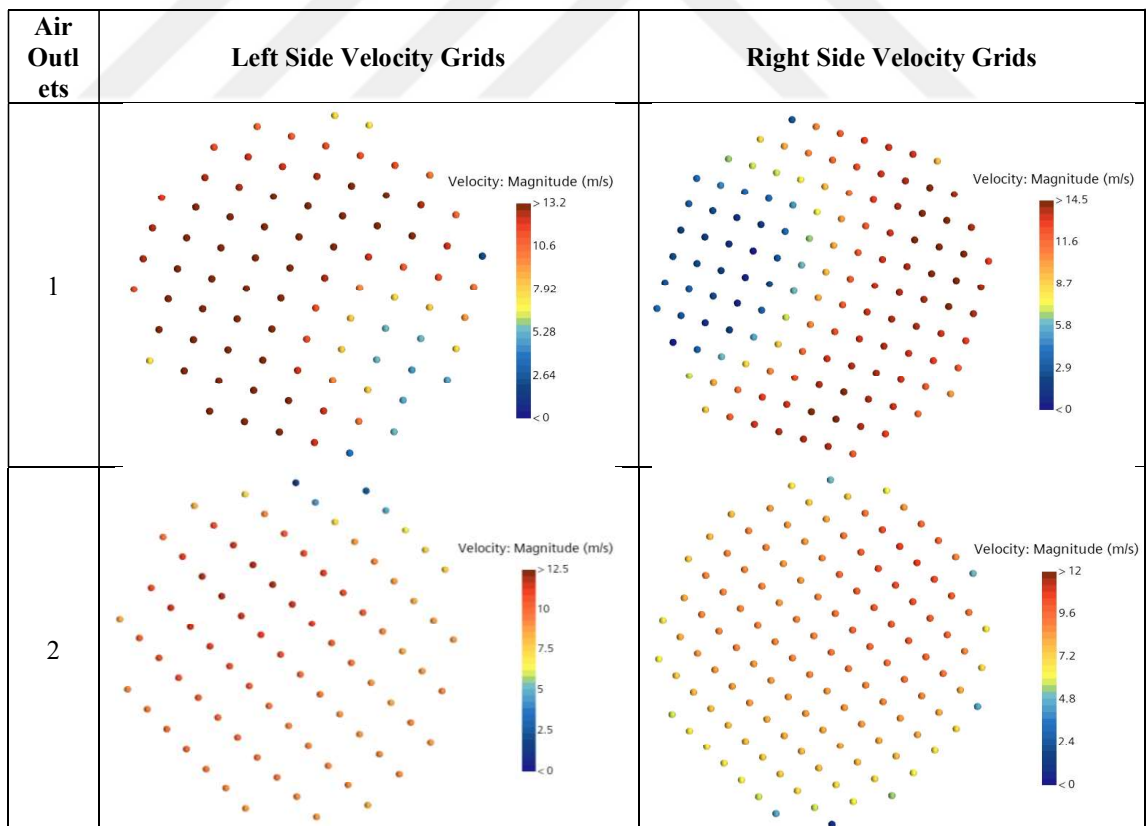 Air
Outl
ets
Left Side Velocity Grids
Right Side Velocity Grids
1
Velocity: Magnitude (m/s)
> 13.2
10.6
7.92
5.28
2.64
< 0
Velocity: Magnitude (m/s)
> 14.5
11.6
8.7
5.8
2.9
< 0
2
Velocity: Magnitude (m/s)
> 12.5
10
7.5
5
2.5
< 0
Velocity: Magnitude (m/s)
> 12
9.6
7.2
4.8
2.4
< 0